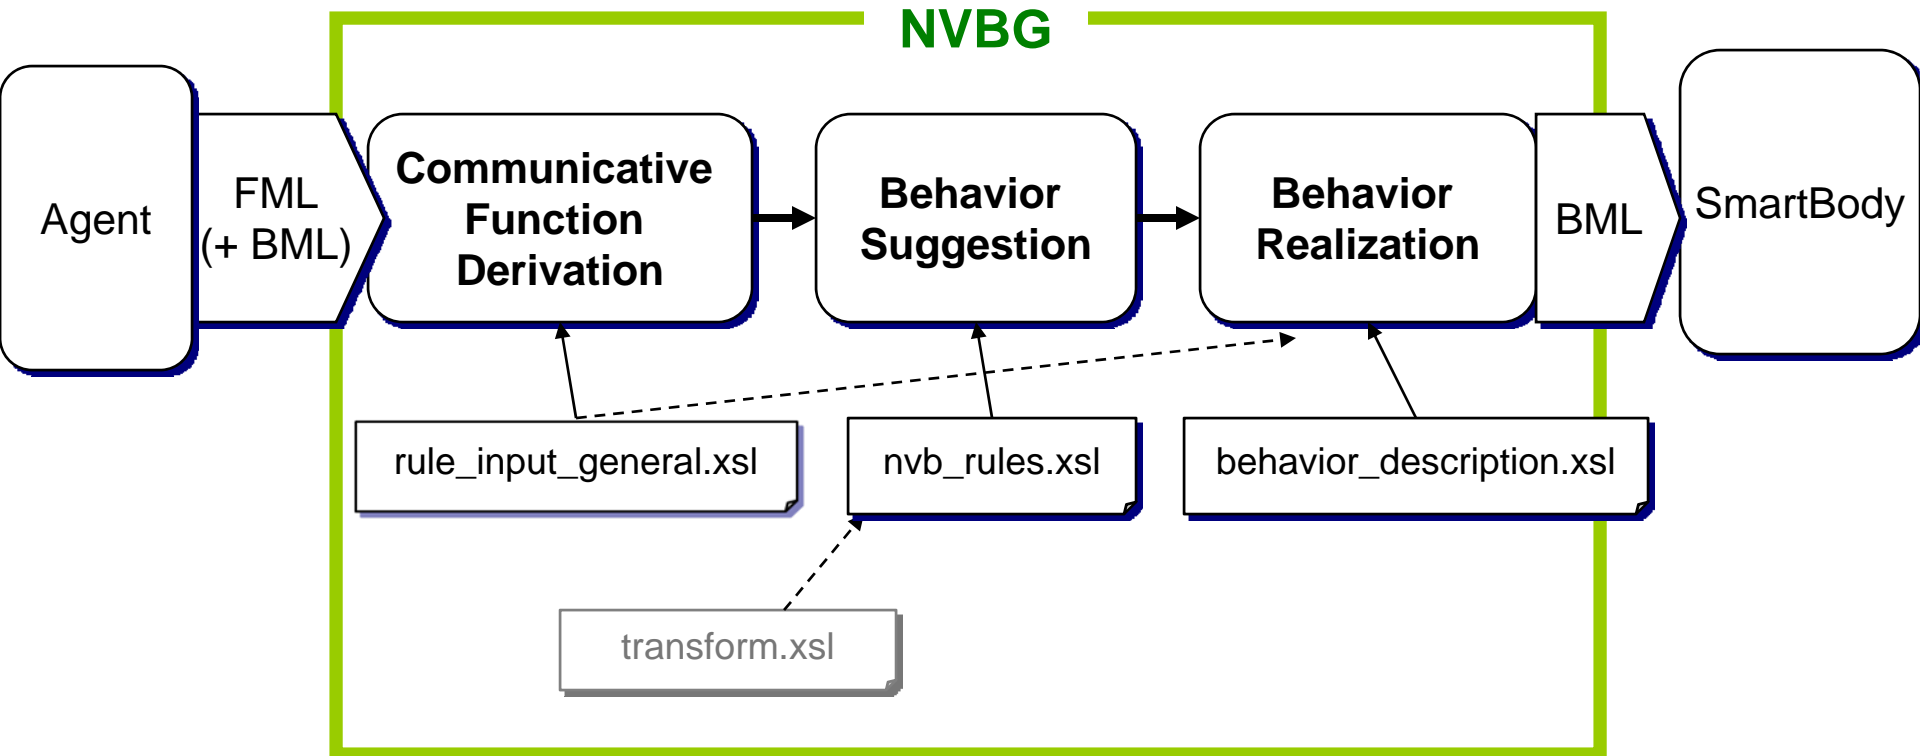 NVBG
Agent
FML
(+ BML)
Communicative
Function
Derivation
Behavior
Suggestion
Behavior
Realization
BML
SmartBody
rule_input_general.xsl
nvb_rules.xsl
behavior_description.xsl
transform.xsl